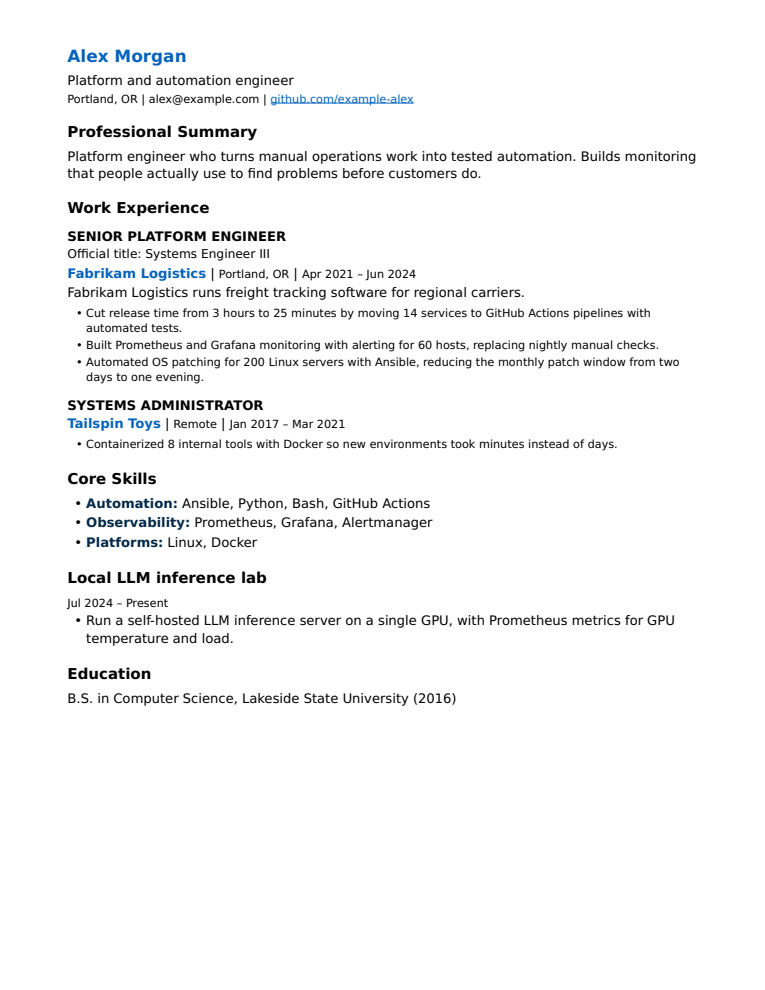 Alex Morgan
Platform and automation engineer
Portland, OR | alex@example.com | github.com/example-alex
Professional Summary
Platform engineer who turns manual operations work into tested automation. Builds monitoring
that people actually use to find problems before customers do.
Work Experience
SENIOR PLATFORM ENGINEER
Official title: Systems Engineer III
Fabrikam Logistics | Portland, OR | Apr 2021 – Jun 2024
Fabrikam Logistics runs freight tracking software for regional carriers.
• Cut release time from 3 hours to 25 minutes by moving 14 services to GitHub Actions pipelines with
automated tests.
• Built Prometheus and Grafana monitoring with alerting for 60 hosts, replacing nightly manual checks.
• Automated OS patching for 200 Linux servers with Ansible, reducing the monthly patch window from two
days to one evening.
SYSTEMS ADMINISTRATOR
Tailspin Toys | Remote | Jan 2017 – Mar 2021
• Containerized 8 internal tools with Docker so new environments took minutes instead of days.
Core Skills
• Automation: Ansible, Python, Bash, GitHub Actions
• Observability: Prometheus, Grafana, Alertmanager
• Platforms: Linux, Docker
Local LLM inference lab
Jul 2024 – Present
• Run a self-hosted LLM inference server on a single GPU, with Prometheus metrics for GPU
temperature and load.
Education
B.S. in Computer Science, Lakeside State University (2016)